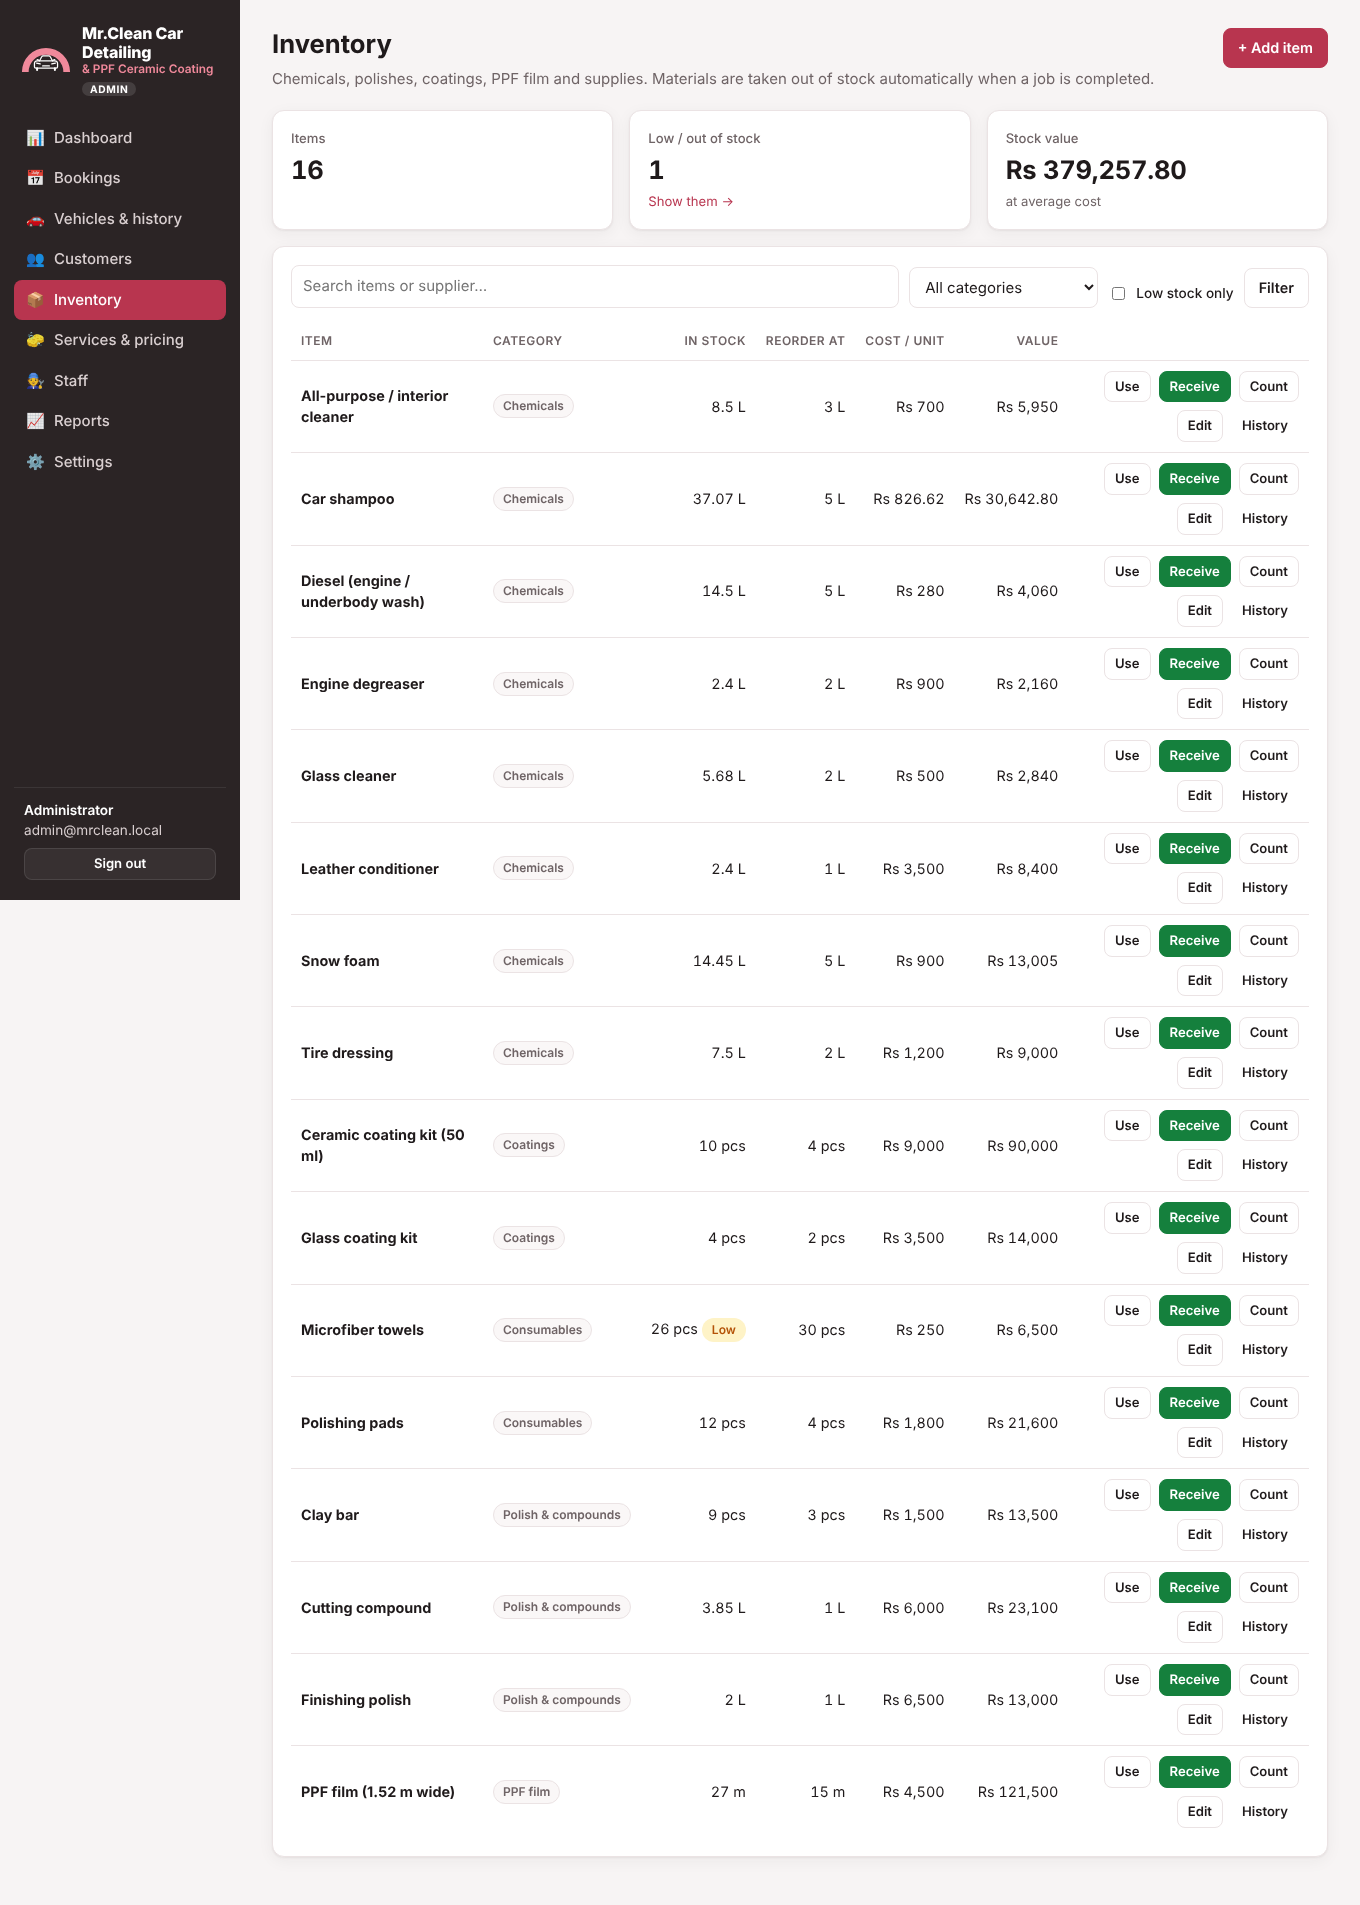 Mr.Clean Car
Detailing
& PPF Ceramic Coating
ADMIN
Dashboard
Bookings
Vehicles & history
Customers
Inventory
Services & pricing
Staff
Reports
Settings
Administrator
admin@mrclean.local
Sign out
Inventory
+ Add item
Chemicals, polishes, coatings, PPF film and supplies. Materials are taken out of stock automatically when a job is completed.
Items
16
Low / out of stock
1
Show them →
Stock value
Rs 379,257.80
at average cost
Search items or supplier... All categories Low stock only Filter
ITEM CATEGORY IN STOCK REORDER AT COST / UNIT VALUE
All-purpose / interior
cleaner
Chemicals 8.5 L 3 L Rs 700 Rs 5,950
Use Receive Count
Edit History
Car shampoo Chemicals 37.07 L 5 L Rs 826.62 Rs 30,642.80
Use Receive Count
Edit History
Diesel (engine /
underbody wash)
Chemicals 14.5 L 5 L Rs 280 Rs 4,060
Use Receive Count
Edit History
Engine degreaser Chemicals 2.4 L 2 L Rs 900 Rs 2,160
Use Receive Count
Edit History
Glass cleaner Chemicals 5.68 L 2 L Rs 500 Rs 2,840
Use Receive Count
Edit History
Leather conditioner Chemicals 2.4 L 1 L Rs 3,500 Rs 8,400
Use Receive Count
Edit History
Snow foam Chemicals 14.45 L 5 L Rs 900 Rs 13,005
Use Receive Count
Edit History
Tire dressing Chemicals 7.5 L 2 L Rs 1,200 Rs 9,000
Use Receive Count
Edit History
Ceramic coating kit (50
ml)
Coatings 10 pcs 4 pcs Rs 9,000 Rs 90,000
Use Receive Count
Edit History
Glass coating kit Coatings 4 pcs 2 pcs Rs 3,500 Rs 14,000
Use Receive Count
Edit History
Microfiber towels Consumables 26 pcs Low 30 pcs Rs 250 Rs 6,500
Use Receive Count
Edit History
Polishing pads Consumables 12 pcs 4 pcs Rs 1,800 Rs 21,600
Use Receive Count
Edit History
Clay bar Polish & compounds 9 pcs 3 pcs Rs 1,500 Rs 13,500
Use Receive Count
Edit History
Cutting compound Polish & compounds 3.85 L 1 L Rs 6,000 Rs 23,100
Use Receive Count
Edit History
Finishing polish Polish & compounds 2 L 1 L Rs 6,500 Rs 13,000
Use Receive Count
Edit History
PPF film (1.52 m wide) PPF film 27 m 15 m Rs 4,500 Rs 121,500
Use Receive Count
Edit History